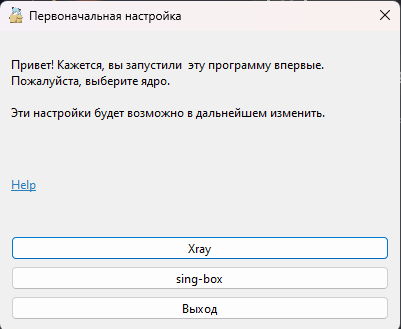 Первоначальная настройка
Привет! Кажется, вы запустили  эту программу впервые.
Пожалуйста, выберите ядро.
Эти настройки будет возможно в дальнейшем изменить.
Help
Xray
sing-box
Выход